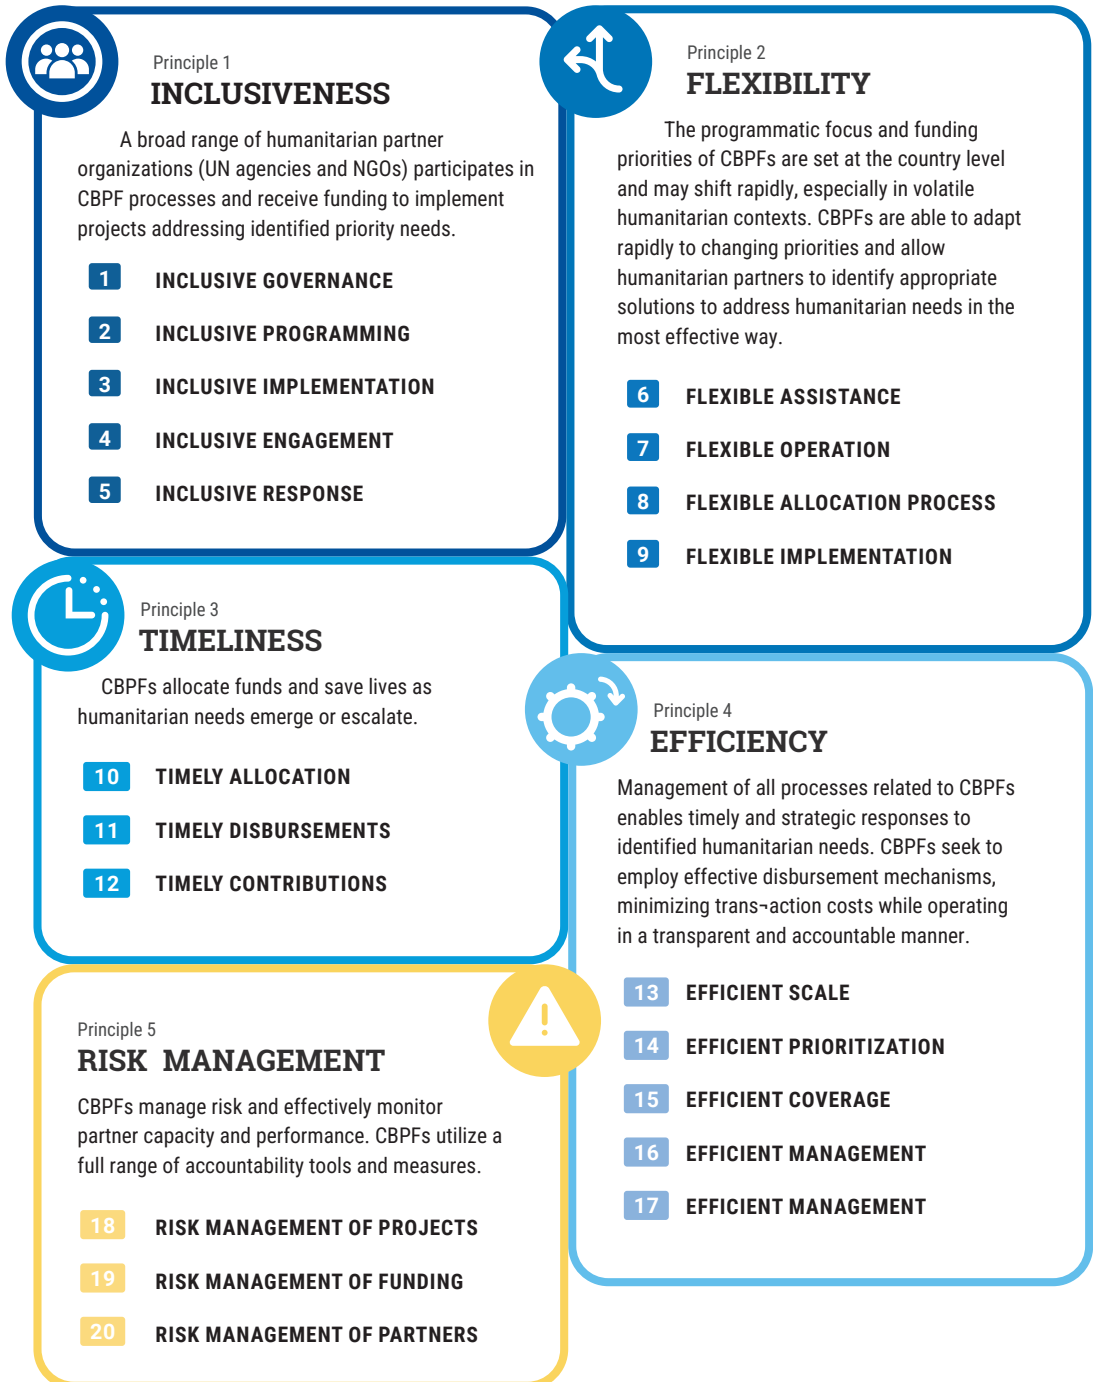 Principle 1
INCLUSIVENESS
A broad range of humanitarian partner
organizations (UN agencies and NGOs) participates in
CBPF processes and receive funding to implement
projects addressing identified priority needs.
1 INCLUSIVE GOVERNANCE
2 INCLUSIVE PROGRAMMING
3 INCLUSIVE IMPLEMENTATION
4 INCLUSIVE ENGAGEMENT
5 INCLUSIVE RESPONSE
Principle 2
FLEXIBILITY
The programmatic focus and funding
priorities of CBPFs are set at the country level
and may shift rapidly, especially in volatile
humanitarian contexts. CBPFs are able to adapt
rapidly to changing priorities and allow
humanitarian partners to identify appropriate
solutions to address humanitarian needs in the
most effective way.
6 FLEXIBLE ASSISTANCE
7 FLEXIBLE OPERATION
8 FLEXIBLE ALLOCATION PROCESS
9 FLEXIBLE IMPLEMENTATION
Principle 3
TIMELINESS
CBPFs allocate funds and save lives as
humanitarian needs emerge or escalate.
10 TIMELY ALLOCATION
11 TIMELY DISBURSEMENTS
12 TIMELY CONTRIBUTIONS
Principle 4
EFFICIENCY
Management of all processes related to CBPFs
enables timely and strategic responses to
identified humanitarian needs. CBPFs seek to
employ effective disbursement mechanisms,
minimizing trans¬action costs while operating
in a transparent and accountable manner.
13 EFFICIENT SCALE
14 EFFICIENT PRIORITIZATION
15 EFFICIENT COVERAGE
16 EFFICIENT MANAGEMENT
17 EFFICIENT MANAGEMENT
Principle 5
RISK MANAGEMENT
CBPFs manage risk and effectively monitor
partner capacity and performance. CBPFs utilize a
full range of accountability tools and measures.
18 RISK MANAGEMENT OF PROJECTS
19 RISK MANAGEMENT OF FUNDING
20 RISK MANAGEMENT OF PARTNERS